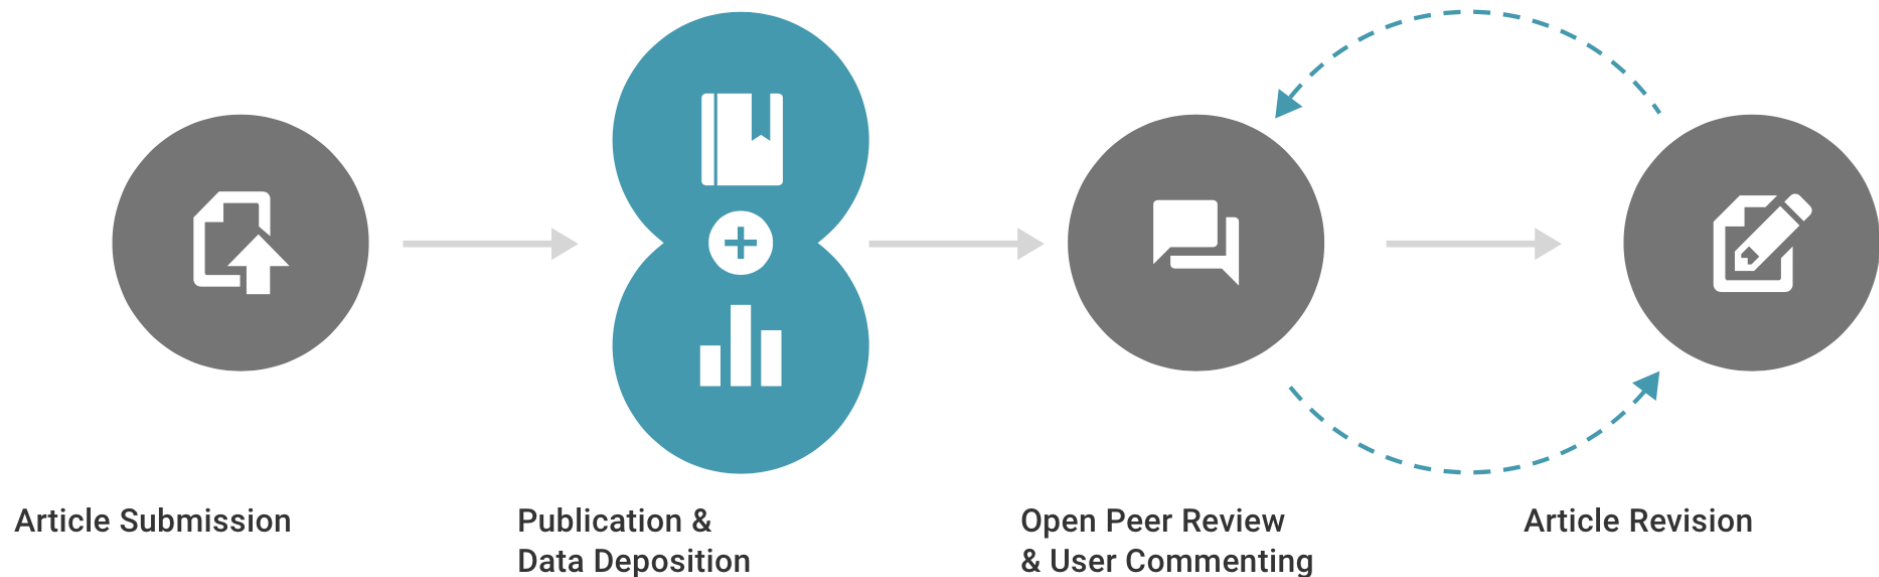 Article Submission
Publication &
Data Deposition
Open Peer Review
& User Commenting
Article Revision